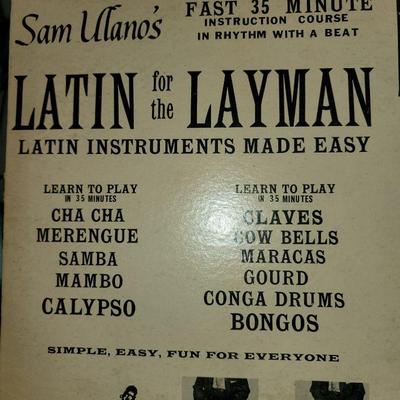 Sam Ulano's
FAST 35 MINUTE
INSTRUCTION COURSE
IN RHYTHM WITH A BEAT
LATIN for the LAYMAN
LATIN INSTRUMENTS MADE EASY
LEARN TO PLAY
IN 35 MINUTES
CHA CHA
MERENGUE
SAMBA
MAMBO
CALYPSO
LEARN TO PLAY
IN 35 MINUTES
CLAVES
COW BELLS
MARACAS
GOURD
CONGA DRUMS
BONGOS
SIMPLE, EASY, FUN FOR EVERYONE